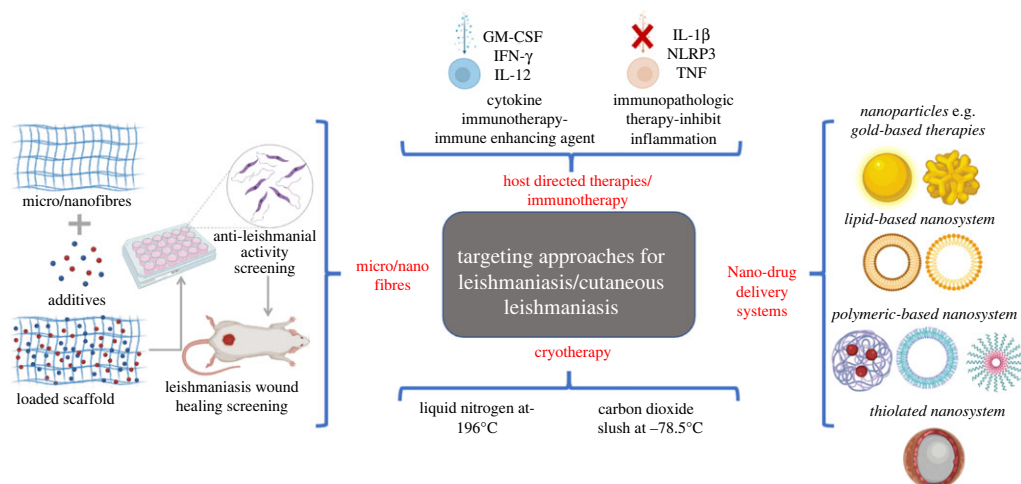 GM-CSF
IFN-γ
IL-12
cytokine
immunotherapy-
immune enhancing agent
IL-1β
NLRP3
TNF
immunopathologic
therapy-inhibit
inflammation
host directed therapies/
immunotherapy
micro/nanofibres
+
additives
loaded scaffold
anti-leishmanial
activity
screening
leishmaniasis wound
healing screening
micro/nano
fibres
targeting approaches for
leishmaniasis/cutaneous
leishmaniasis
Nano-drug
delivery
systems
cryotherapy
liquid nitrogen at-
196°C
carbon dioxide
slush at –78.5°C
nanoparticles e.g.
gold-based therapies
lipid-based nanosystem
polymeric-based nanosystem
thiolated nanosystem